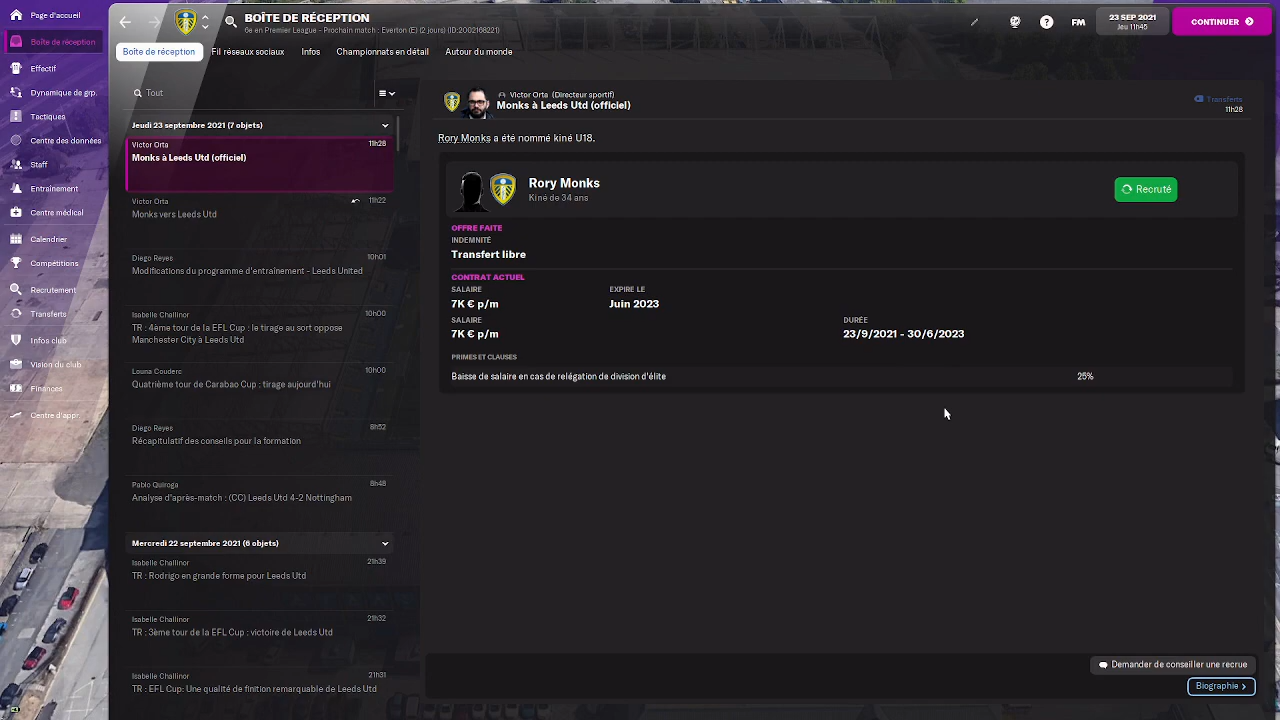 Accueil
Boîte de réception
Effectif
Dynamique de grp.
Tactiques
Centre des données
Staff
Entraînement
Centre médical
Calendrier
Compétitions
Recrutement
Transferts
Infos club
Vision du club
Finances
Centre d'appr.
BOÎTE DE RÉCEPTION
6e en Premier League - Prochain match : Everton (E) (2 jours) (ID:2002168221)
FM
23 SEP 2021
Jeu 11h45
CONTINUER
Boîte de réception
Fil réseaux sociaux
Infos
Championnats en détail
Autour du monde
Tout
Jeudi 23 septembre 2021 (7 objets)
Victor Orta
11h28
Monks à Leeds Utd (officiel)
Victor Orta
11h22
Monks vers Leeds Utd
Diego Reyes
10h01
Modifications du programme d'entraînement - Leeds United
Isabelle Challinor
10h00
TR : 4ème tour de la EFL Cup : le tirage au sort oppose
Manchester City à Leeds Utd
Louna Couderc
10h00
Quatrième tour de Carabao Cup : tirage aujourd'hui
Diego Reyes
8h52
Récapitulatif des conseils pour la formation
Pablo Quiroga
8h48
Analyse d'après-match : (CC) Leeds Utd 4-2 Nottingham
Mercredi 22 septembre 2021 (6 objets)
Isabelle Challinor
21h39
TR : Rodrigo en grande forme pour Leeds Utd
Isabelle Challinor
21h32
TR : 3ème tour de la EFL Cup : victoire de Leeds Utd
Isabelle Challinor
21h31
TR : EFL Cup: Une qualité de finition remarquable de Leeds Utd
Victor Orta (Directeur sportif)
Monks à Leeds Utd (officiel)
Transferts
11h28
Rory Monks a été nommé kiné U18.
Rory Monks
Kiné de 34 ans
Recruté
OFFRE FAITE
INDEMNITÉ
Transfert libre
CONTRAT ACTUEL
SALAIRE
EXPIRE LE
7K € p/m
Juin 2023
SALAIRE
DURÉE
7K € p/m
23/9/2021 - 30/6/2023
PRIMES ET CLAUSES
Baisse de salaire en cas de relégation de division d'élite
25%
Demander de conseiller une recrue
Biographie